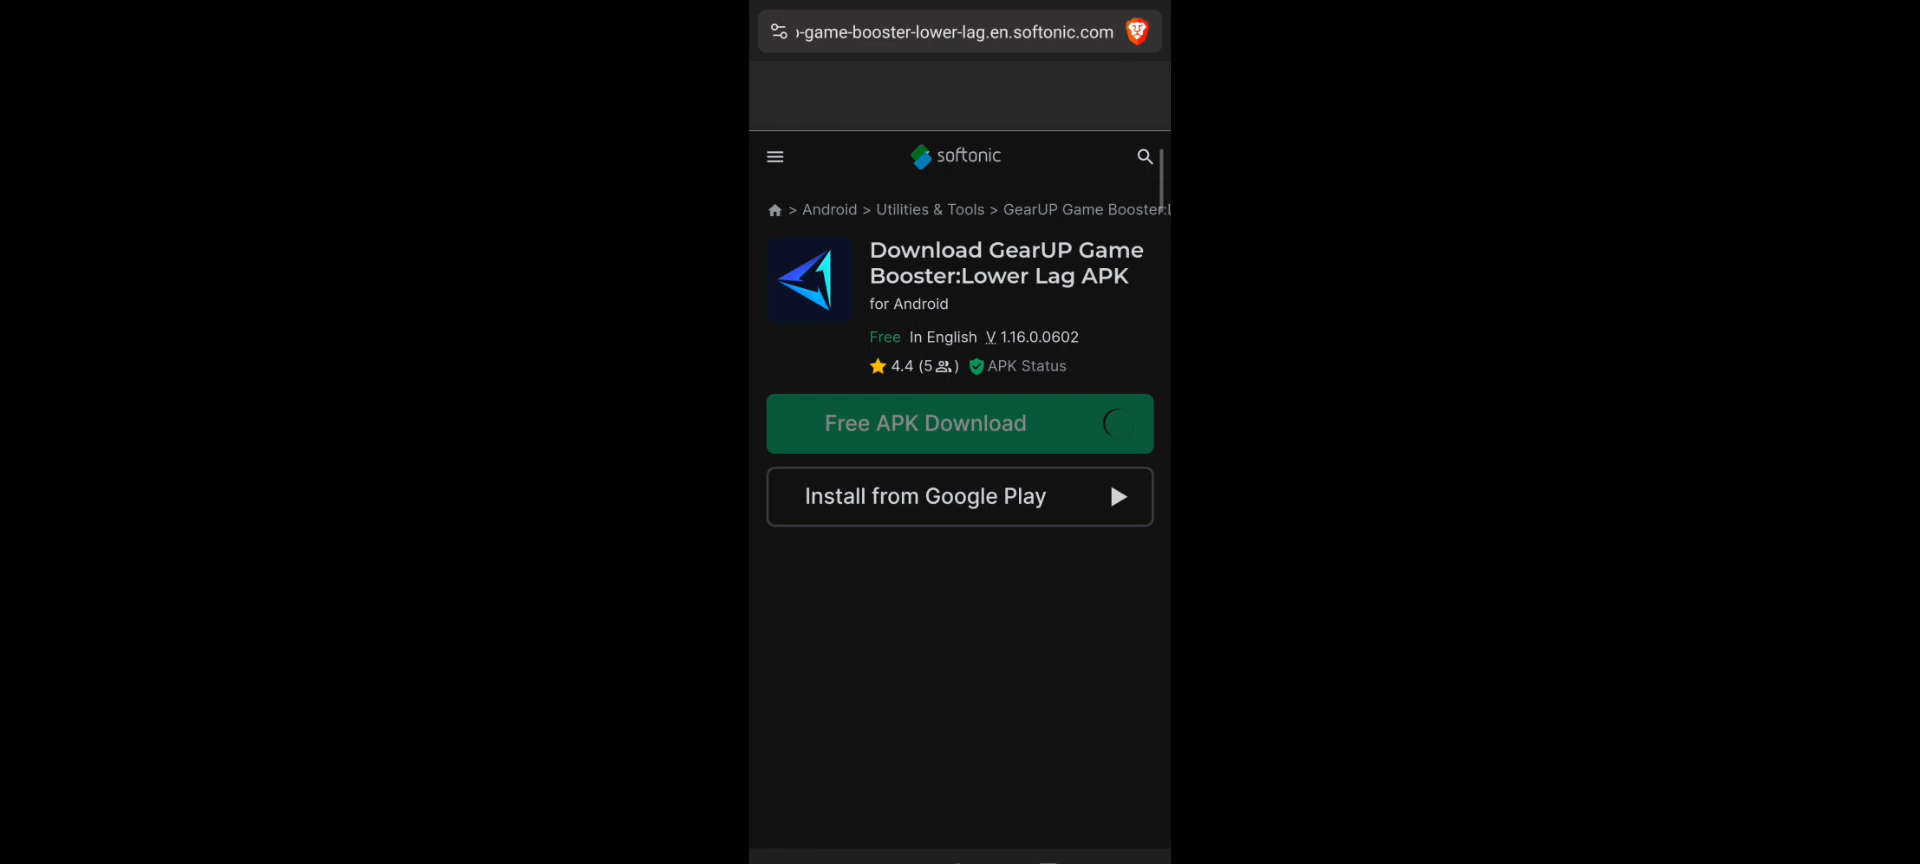 -game-booster-lower-lag.en.softonic.com
softonic
> Android > Utilities & Tools > GearUP Game Booster:L
Download GearUP Game
Booster:Lower Lag APK
for Android
Free In English V 1.16.0.0602
4.4 (5 ) APK Status
Free APK Download
Install from Google Play